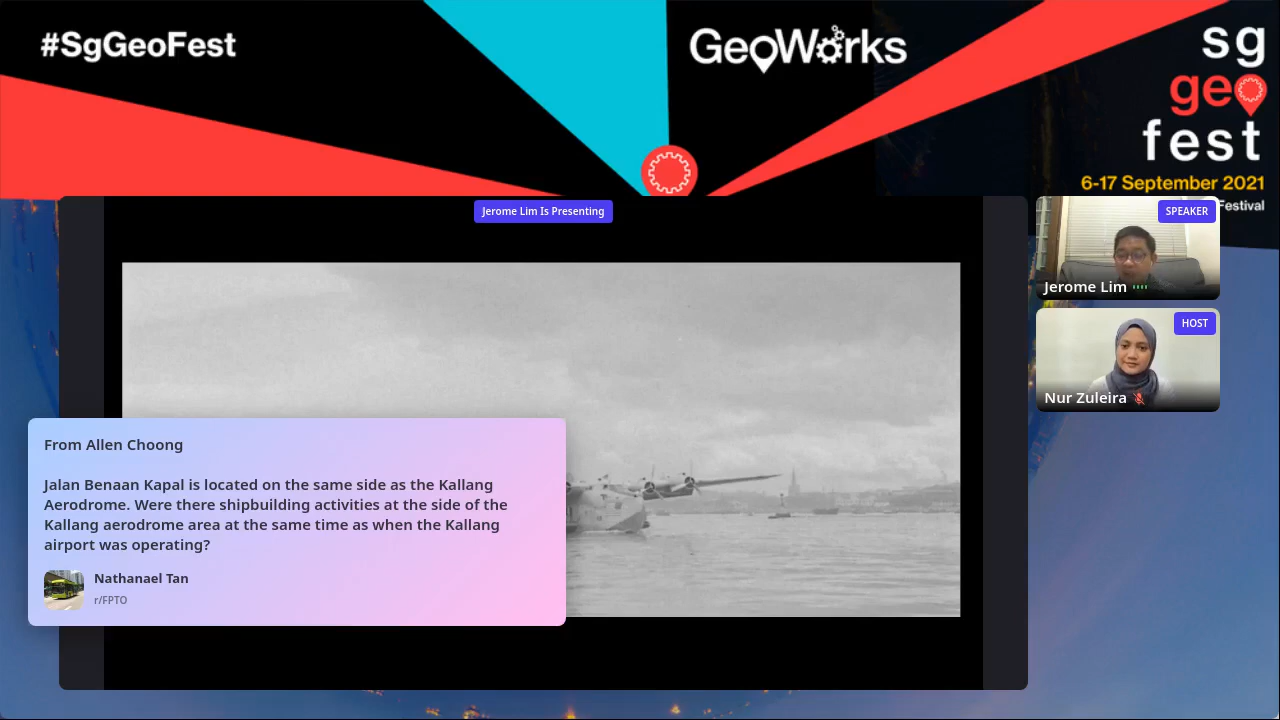 #SgGeoFest
GeoWorks
sg
geo
fest
6-17 September 2021
Festival
Jerome Lim Is Presenting
SPEAKER
Jerome Lim
HOST
Nur Zuleira
From Allen Choong
Jalan Benaan Kapal is located on the same side as the Kallang
Aerodrome. Were there shipbuilding activities at the side of the
Kallang aerodrome area at the same time as when the Kallang
airport was operating?
Nathanael Tan
r/FPTO